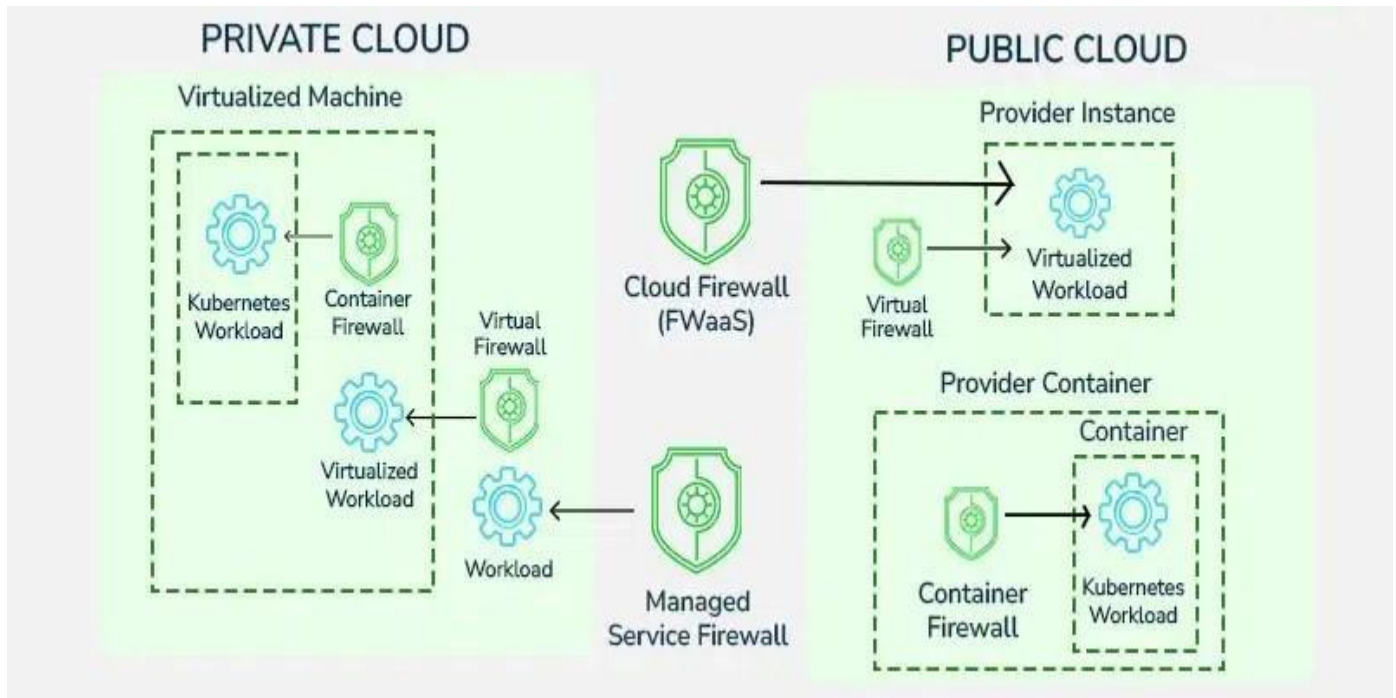 PRIVATE CLOUD
Virtualized Machine
Kubernetes
Workload
Container
Firewall
Virtual
Firewall
Virtualized
Workload
Workload
Cloud Firewall
(FWaaS)
Managed
Service Firewall
PUBLIC CLOUD
Provider Instance
Virtual
Firewall
Virtualized
Workload
Provider Container
Container
Container
Firewall
Kubernetes
Workload